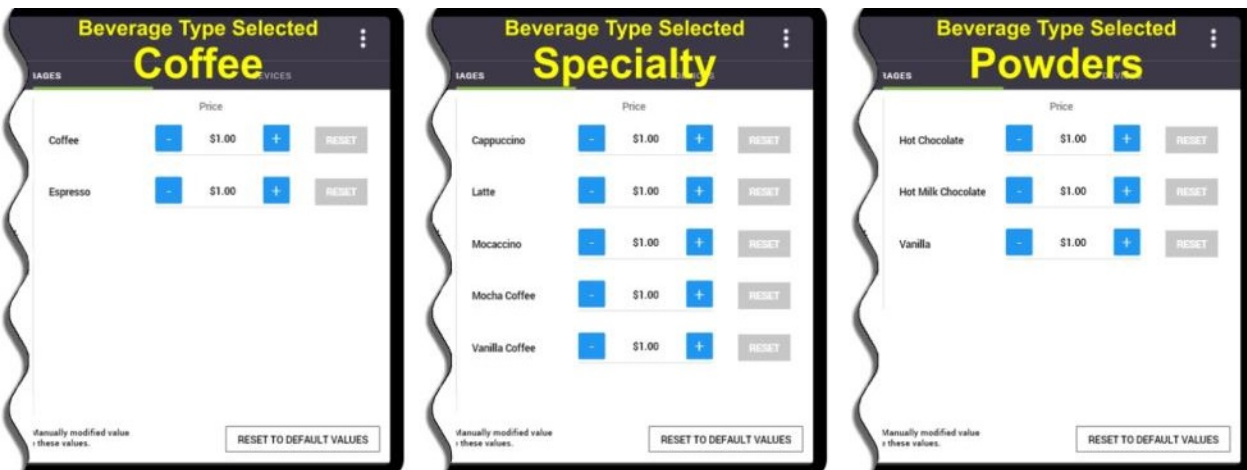 Beverage Type Selected
Coffee
IAGES
Price
Coffee - $1.00 + RESET
Espresso - $1.00 + RESET
Manually modified value
these values.
RESET TO DEFAULT VALUES
Beverage Type Selected
Specialty
IAGES
Price
Cappuccino - $1.00 + RESET
Latte - $1.00 + RESET
Mocaccino - $1.00 + RESET
Mocha Coffee - $1.00 + RESET
Vanilla Coffee - $1.00 + RESET
Manually modified value
these values.
RESET TO DEFAULT VALUES
Beverage Type Selected
Powders
IAGES
Price
Hot Chocolate - $1.00 + RESET
Hot Milk Chocolate - $1.00 + RESET
Vanilla - $1.00 + RESET
Manually modified value
these values.
RESET TO DEFAULT VALUES